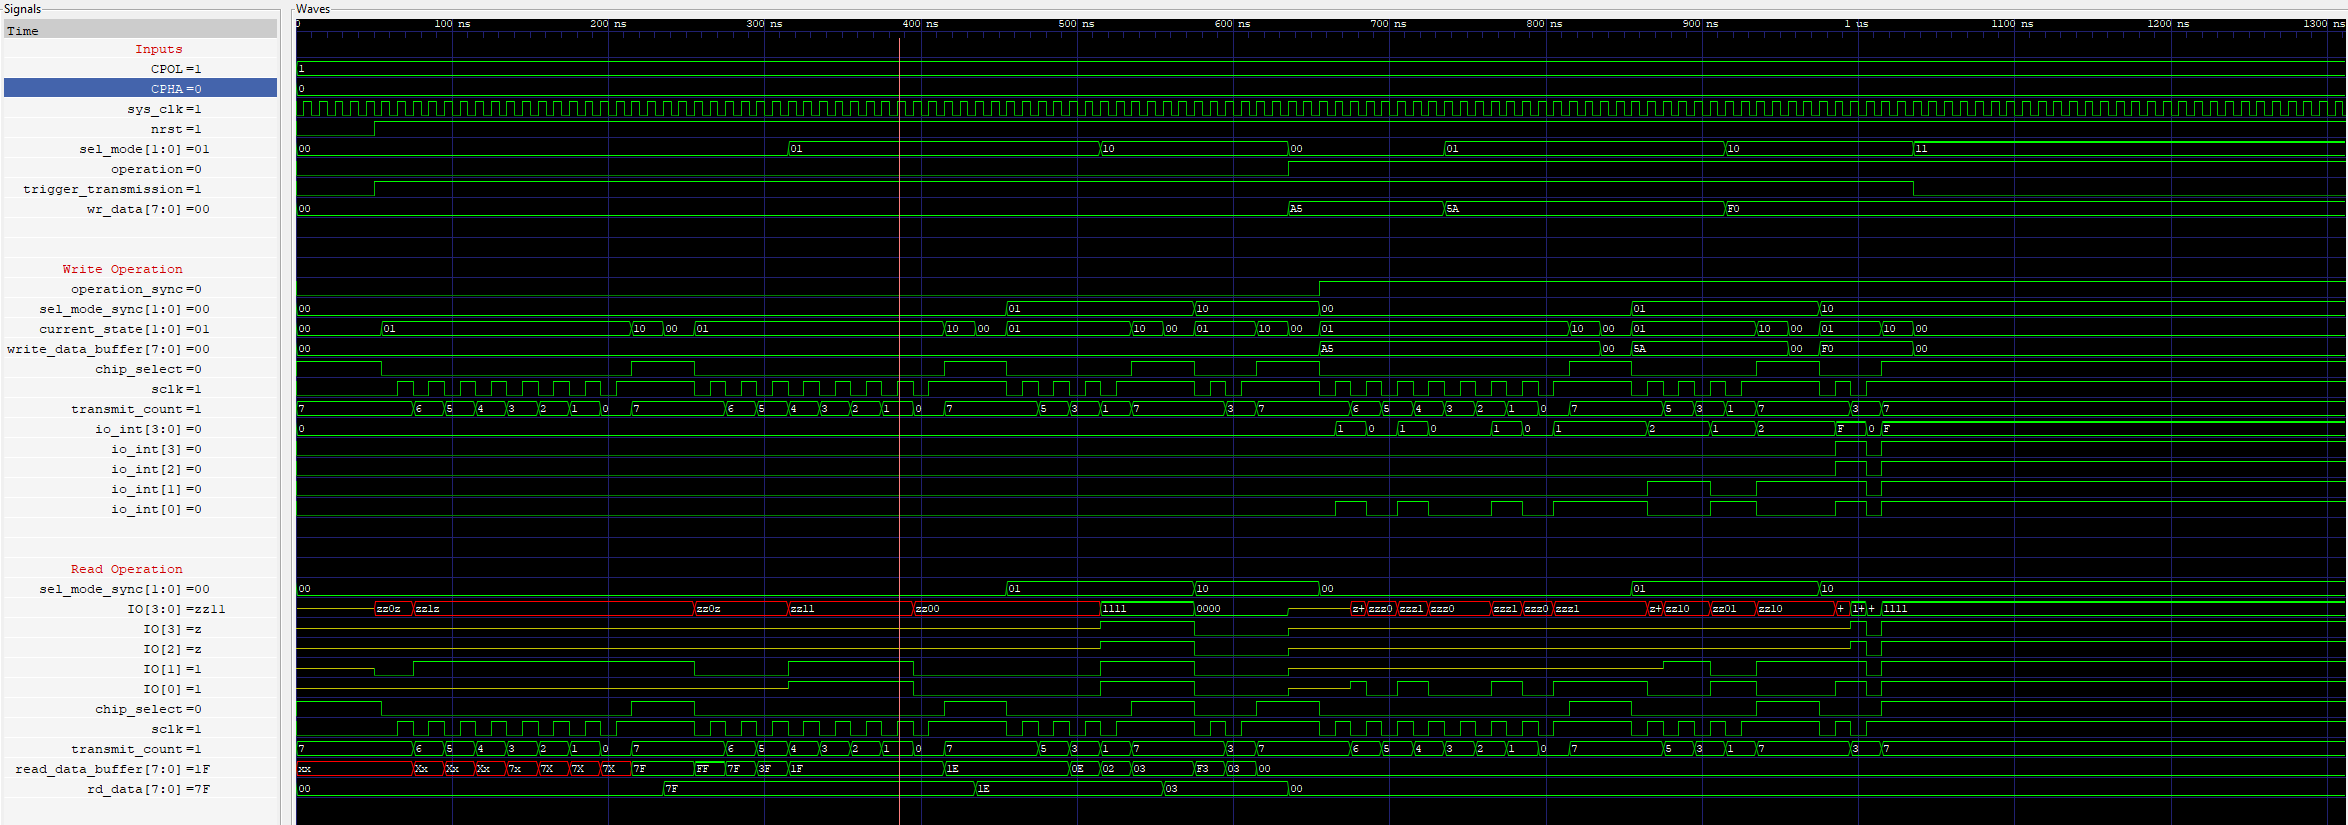 Signals Waves
Time 0 100 ns 200 ns 300 ns 400 ns 500 ns 600 ns 700 ns 800 ns 900 ns 1 us 1100 ns 1200 ns 1300 ns
Inputs
CPOL =1 1
CPHA =0 0
sys_clk =1
nrst =1
sel_mode[1:0] =01 00 01 10 00 01 10 11
operation =0
trigger_transmission =1
wr_data[7:0] =00 00 A5 5A F0
Write Operation
operation_sync =0
sel_mode_sync[1:0] =00 00 01 10 00 01 10
current_state[1:0] =01 00 01 10 00 01 10 00 01 10 00 01 10 00 01 10 00 01 10 00 01 10 00
write_data_buffer[7:0] =00 00 A5 00 5A 00 F0 00
chip_select =0
sclk =1
transmit_count =1 7 6 5 4 3 2 1 0 7 6 5 4 3 2 1 0 7 5 3 1 7 3 7 6 5 4 3 2 1 0 7 5 3 1 7 3 7
io_int[3:0] =0 0 1 0 1 0 1 0 1 2 1 2 F 0 F
io_int[3] =0
io_int[2] =0
io_int[1] =0
io_int[0] =0
Read Operation
sel_mode_sync[1:0] =00 00 01 10 00 01 10
IO[3:0] =zz11 zz0z zz1z zz0z zz11 zz00 1111 0000 z+ zzz0 zzz1 zzz0 zzz1 zzz0 zzz1 z+ zz10 zz01 zz10 + 1+ + 1111
IO[3] =z
IO[2] =z
IO[1] =1
IO[0] =1
chip_select =0
sclk =1
transmit_count =1 7 6 5 4 3 2 1 0 7 6 5 4 3 2 1 0 7 5 3 1 7 3 7 6 5 4 3 2 1 0 7 5 3 1 7 3 7
read_data_buffer[7:0] =1F xx Xx Xx Xx 7x 7X 7X 7X 7F FF 7F 3F 1F 1E 0E 02 03 F3 03 00
rd_data[7:0] =7F 00 7F 1E 03 00